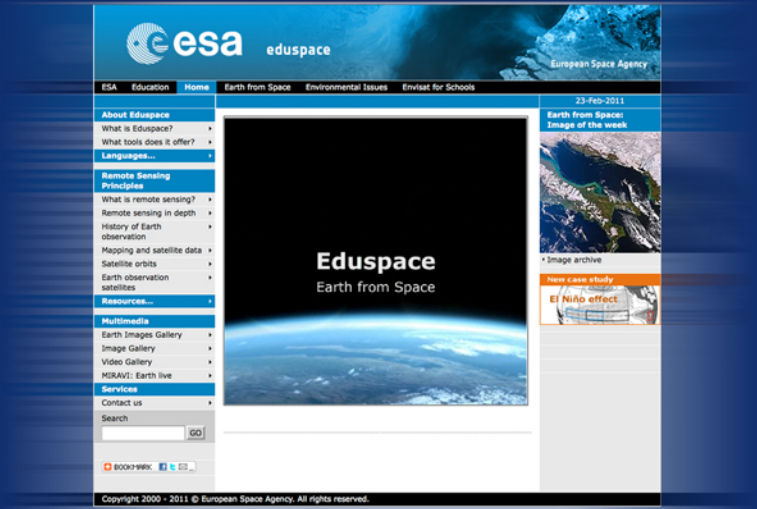 esa
eduspace
European Space Agency
ESA Education Home Earth from Space Environmental Issues Envisat for Schools
23-Feb-2011
About Eduspace
What is Eduspace?
What tools does it offer?
Languages...
Remote Sensing
Principles
What is remote sensing?
Remote sensing in depth
History of Earth
observation
Mapping and satellite data
Satellite orbits
Earth observation
satellites
Resources...
Multimedia
Earth Images Gallery
Image Gallery
Video Gallery
MIRAVI: Earth live
Services
Contact us
Search
GO
BOOKMARK
Eduspace
Earth from Space
Earth from Space:
Image of the week
Image archive
New case study
El Niño effect
Copyright 2000 - 2011 © European Space Agency. All rights reserved.